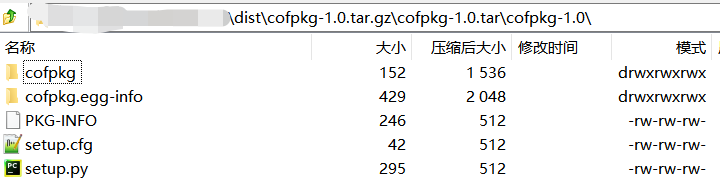 \dist\cofpkg-1.0.tar.gz\cofpkg-1.0.tar\cofpkg-1.0\
名称 大小 压缩后大小 修改时间 模式
cofpkg 152 1 536 drwxrwxrwx
cofpkg.egg-info 429 2 048 drwxrwxrwx
PKG-INFO 246 512 -rw-rw-rw-
setup.cfg 42 512 -rw-rw-rw-
setup.py 295 512 -rw-rw-rw-